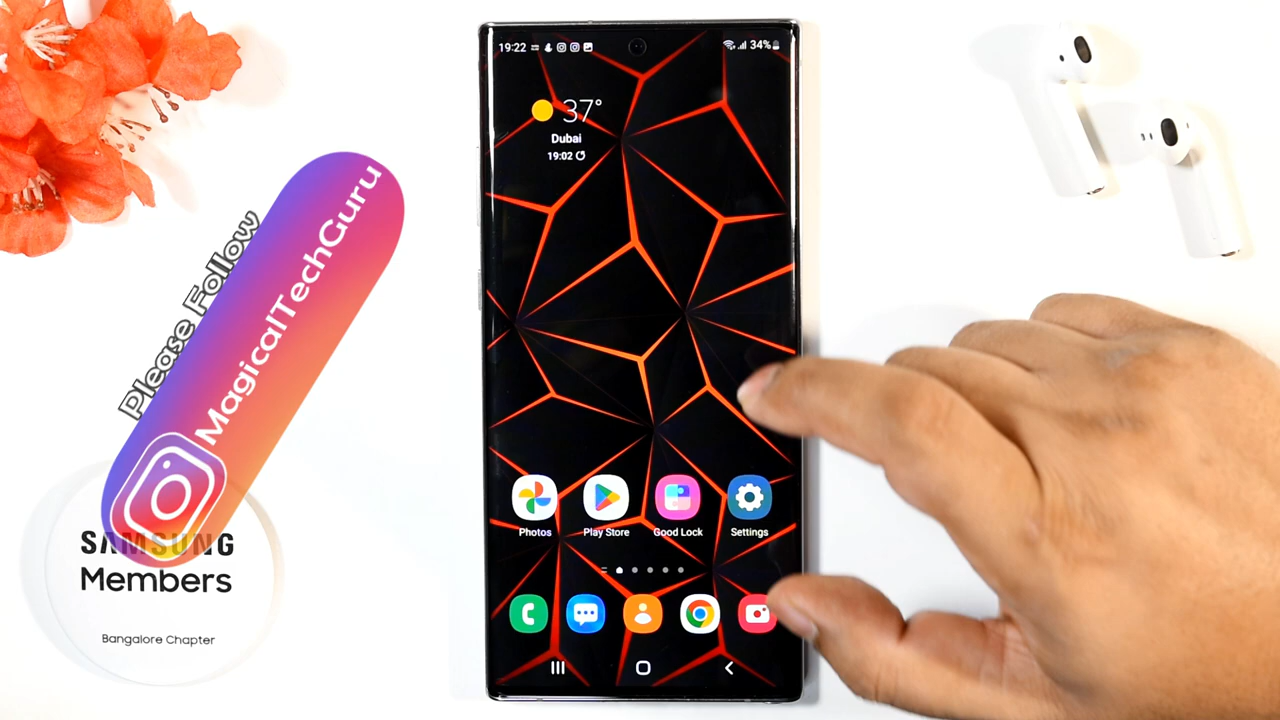 19:22
34%
37°
Dubai
19:02
Please Follow
MagicalTechGuru
SAMSUNG
Members
Bangalore Chapter
Photos
Play Store
Good Lock
Settings